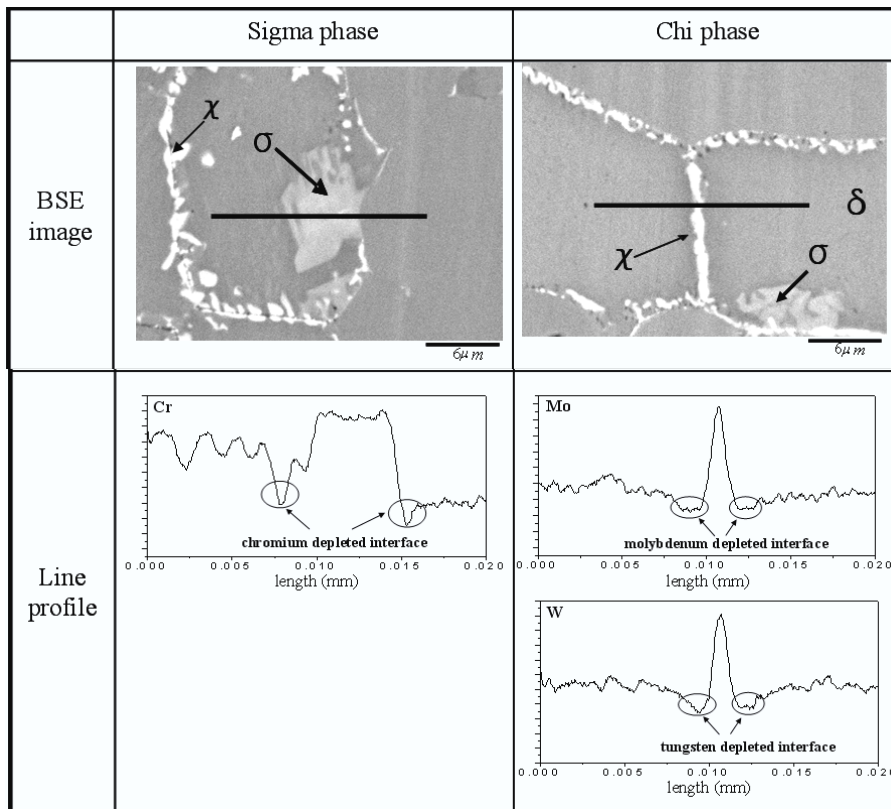 Sigma phase
Chi phase
BSE
image
χ
σ
6μm
χ
δ
σ
6μm
Line
profile
Cr
chromium depleted interface
0.000 0.005 0.010 0.015 0.020
length (mm)
Mo
molybdenum depleted interface
0.000 0.005 0.010 0.015 0.020
length (mm)
W
tungsten depleted interface
0.000 0.005 0.010 0.015 0.020
length (mm)